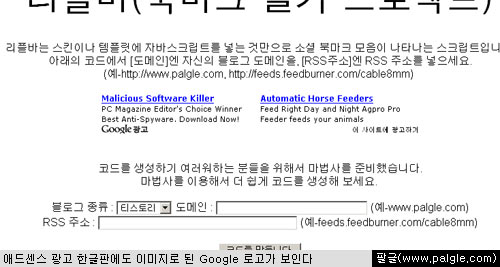 리플바(북마크 달기 프로젝트)
리플바는 스킨이나 템플릿에 자바스크립트를 넣는 것만으로 소셜 북마크 모음이 나타나는 스크립트입니
아래의 코드에서 [도메인]엔 자신의 블로그 도메인을, [RSS주소]엔 RSS 주소를 넣으세요.
(예-http://www.palgle.com, http://feeds.feedburner.com/cable8mm)
Malicious Software Killer
PC Magazine Editor's Choice Winner
Best Anti-Spyware. Download Now!
Automatic Horse Feeders
Feed Right Day and Night Agpro Pro
Feeder feeds your animals
Google 광고
이 사이트에 광고하기
코드를 생성하기 여러워하는 분들을 위해서 마법사를 준비했습니다.
마법사를 이용해서 더 쉽게 코드를 생성해 보세요.
블로그 종류 : 티스토리 도메인 : (예-www.palgle.com)
RSS 주소 : (예-feeds.feedburner.com/cable8mm)
코드를 만듭니다
애드센스 광고 한글판에도 이미지로 된 Google 로고가 보인다
팔글(www.palgle.com)